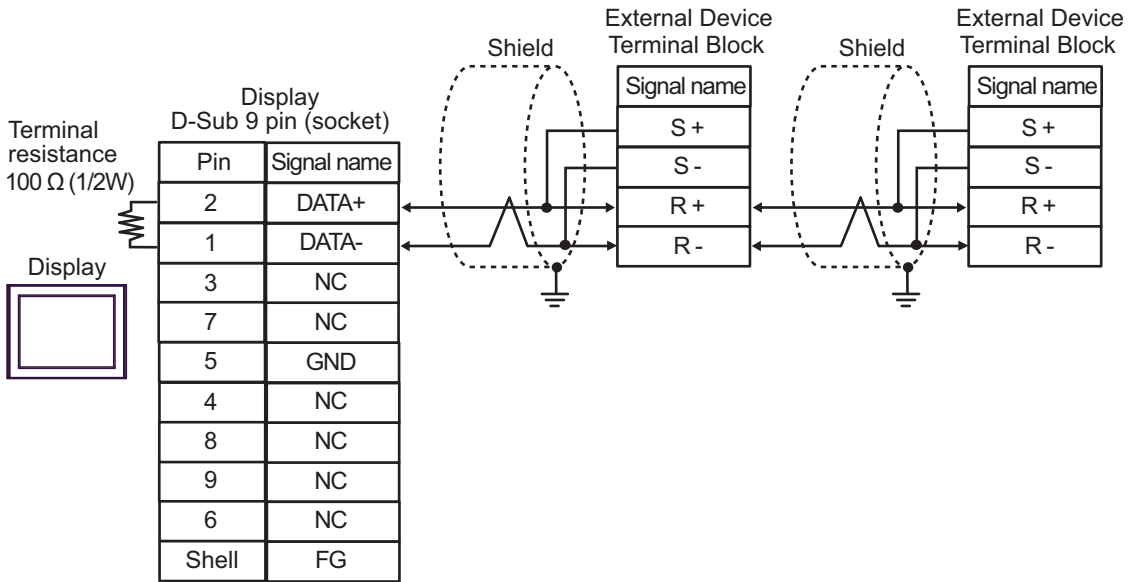 External Device
Terminal Block
External Device
Terminal Block
Shield
Shield
Signal name
S +
S -
R +
R -
Signal name
S +
S -
R +
R -
Display
D-Sub 9 pin (socket)
Terminal
resistance
100 Ω (1/2W)
Pin Signal name
2 DATA+
1 DATA-
3 NC
7 NC
5 GND
4 NC
8 NC
9 NC
6 NC
Shell FG
Display